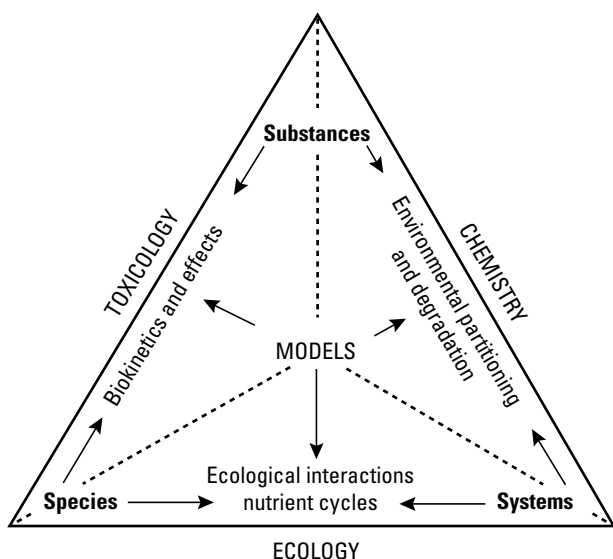 Substances
TOXICOLOGY
Biokinetics and effects
Environmental partitioning
and degradation
CHEMISTRY
MODELS
Ecological interactions
nutrient cycles
Species
Systems
ECOLOGY